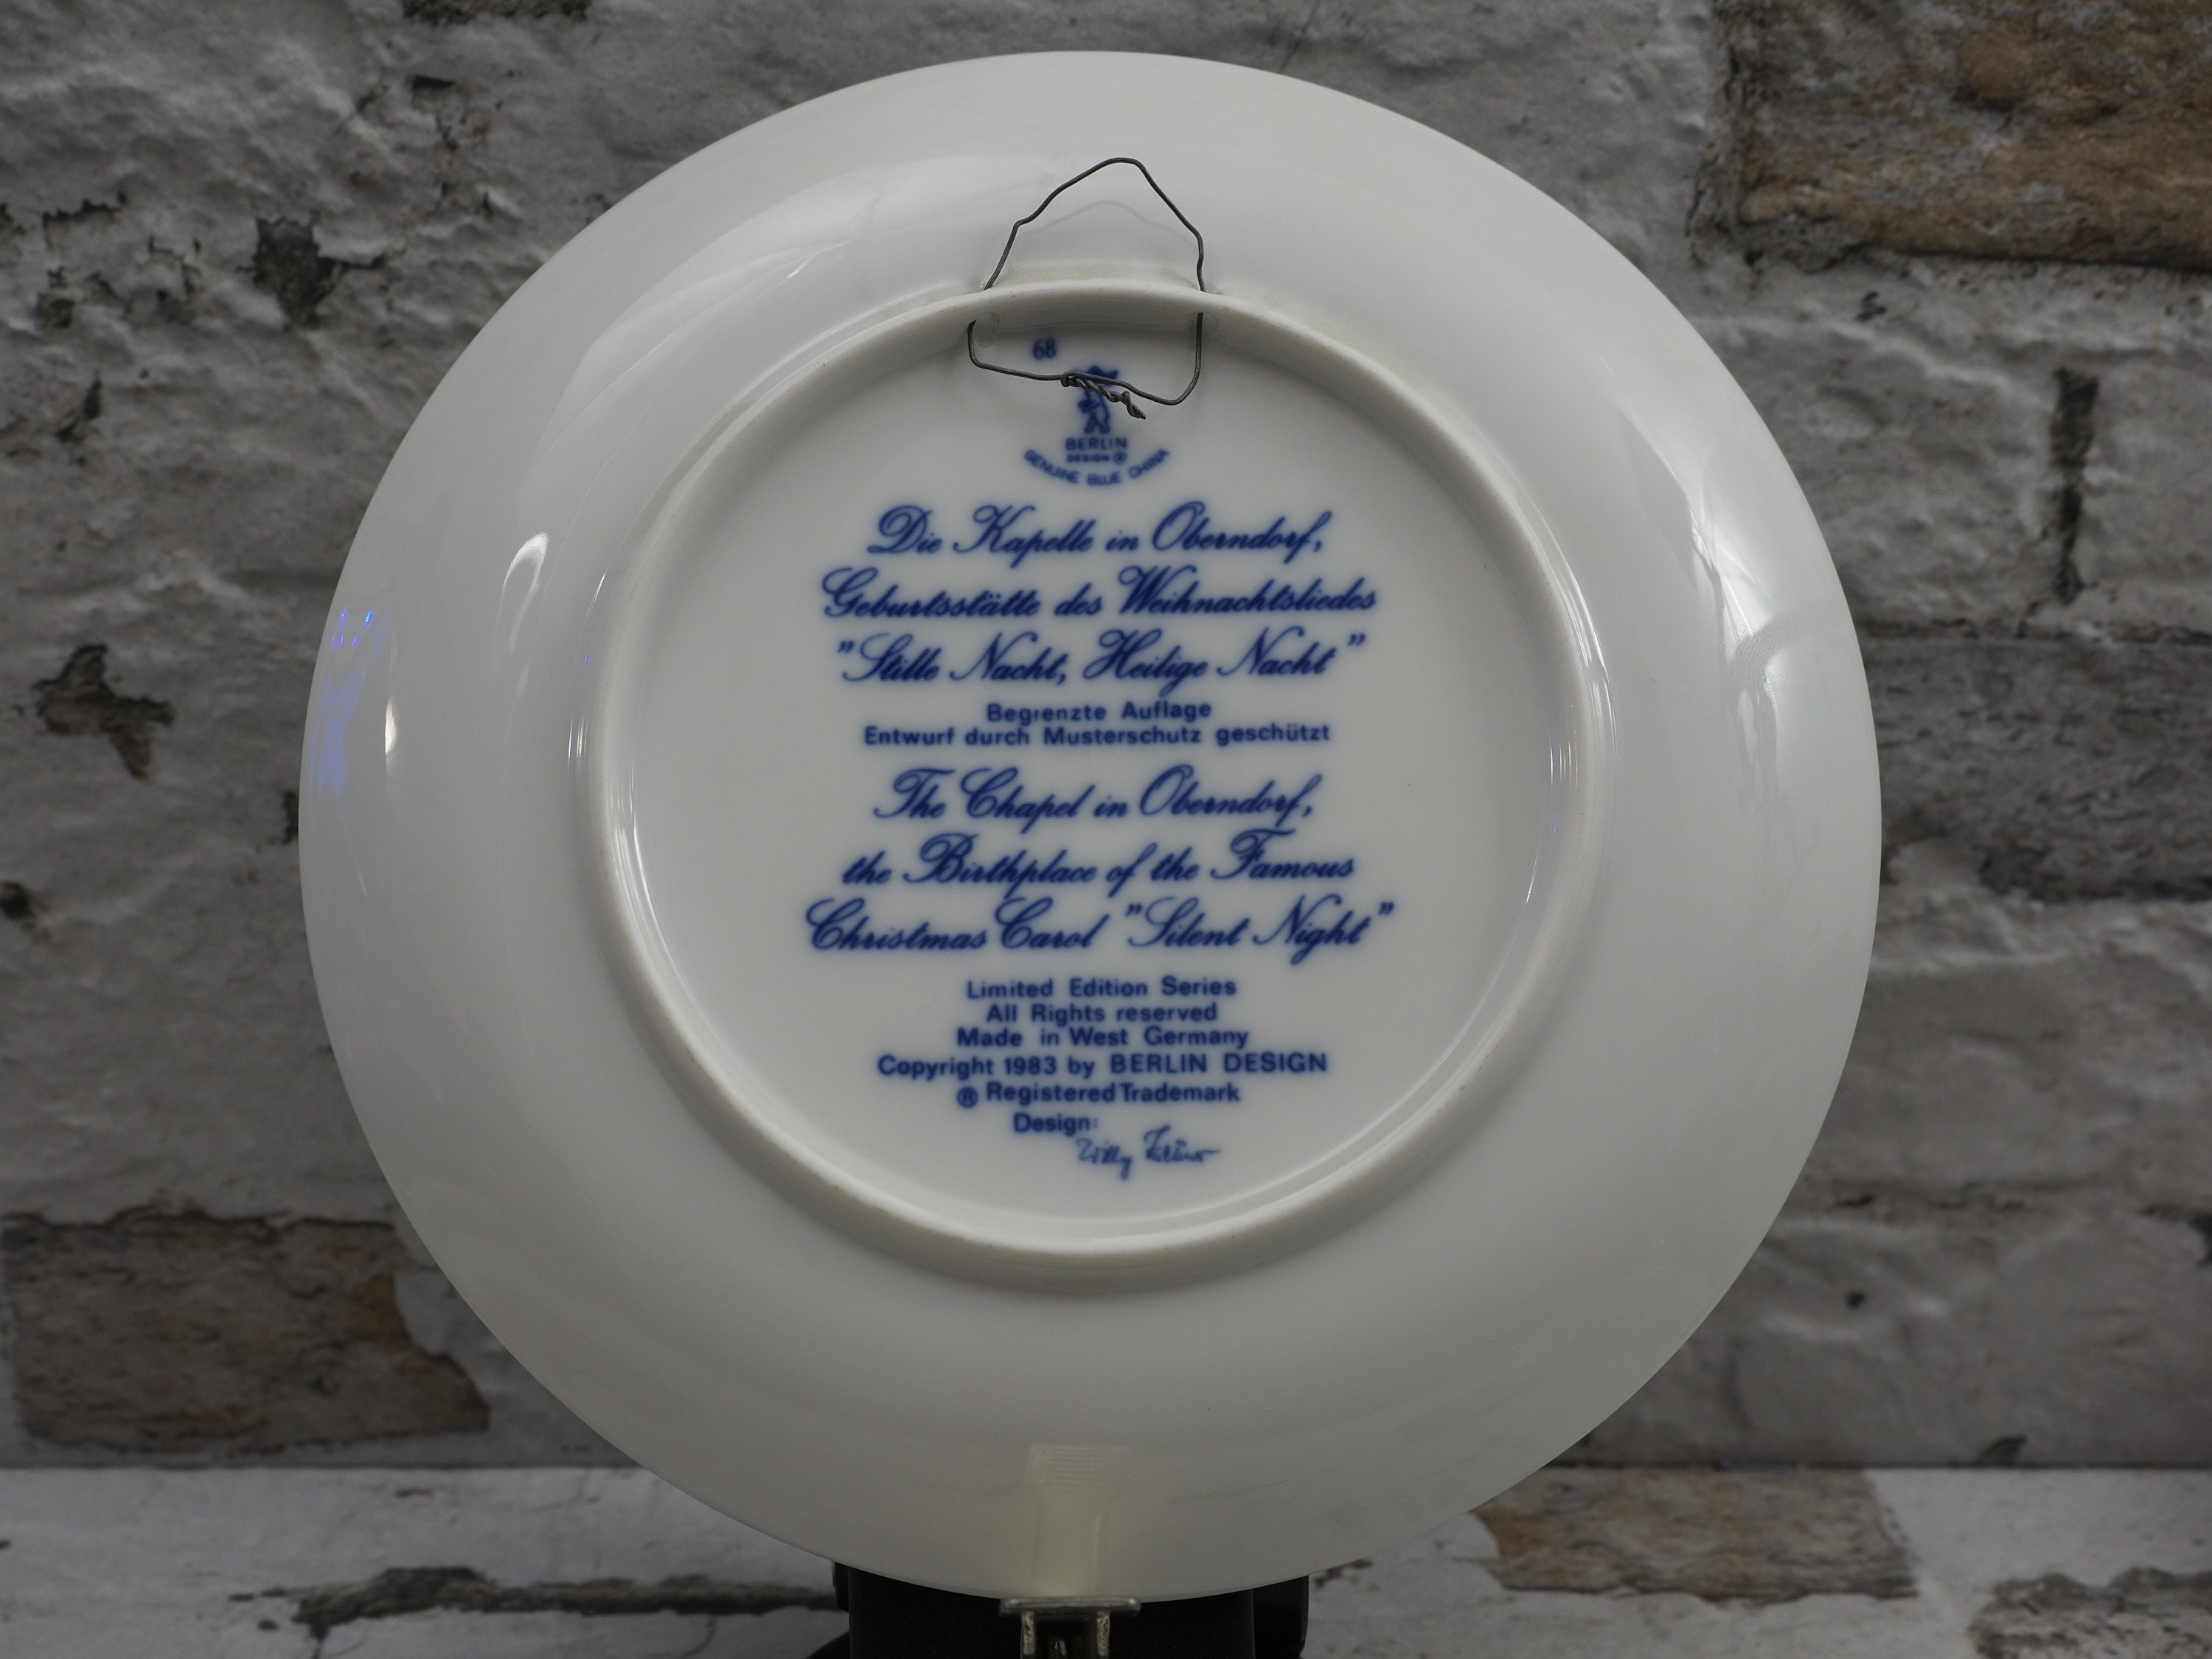 68
BERLIN
DESIGN ®
GENUINE BLUE CHINA
Die Kapelle in Oberndorf,
Geburtsstätte des Weihnachtsliedes
"Stille Nacht, Heilige Nacht"
Begrenzte Auflage
Entwurf durch Musterschutz geschützt
The Chapel in Oberndorf,
the Birthplace of the Famous
Christmas Carol "Silent Night"
Limited Edition Series
All Rights reserved
Made in West Germany
Copyright 1983 by BERLIN DESIGN
® Registered Trademark
Design:
Willy